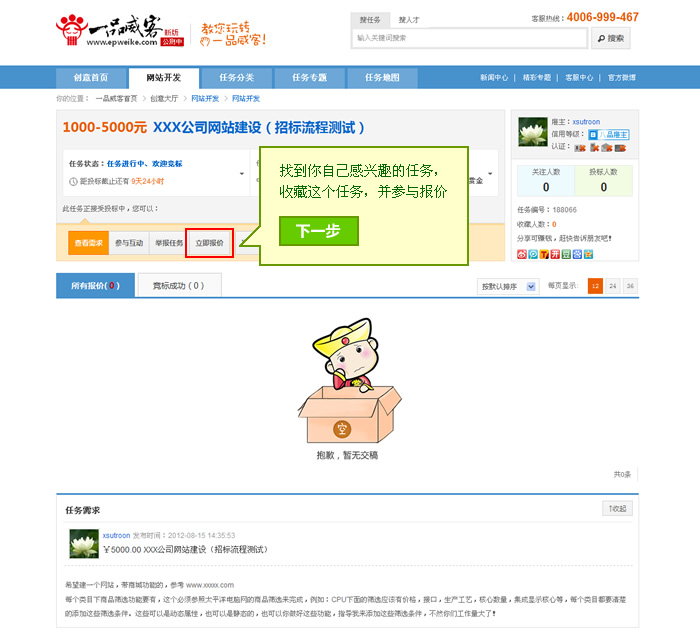 一品威客 新版
www.epweike.com 公测中
教您玩转
一品威客!
搜任务 搜人才
客服热线: 4006-999-467
输入关键词搜索 搜索
创意首页 网站开发 任务分类 任务专题 任务地图
新闻中心 | 精彩专题 | 客服中心 | 官方微博
你的位置: 一品威客首页 > 创意大厅 > 网站开发 > 网站开发
1000-5000元 XXX公司网站建设(招标流程测试)
任务状态:任务进行中、欢迎竞标
距投标截止还有 9天24小时
赏金
此任务正接受投标中,您可以:
查看需求 参与互动 举报任务 立即报价
找到你自己感兴趣的任务,
收藏这个任务,并参与报价
下一步
雇主:xsutroon
信用等级: 一品雇主
认证:
关注人数 投标人数
0 0
任务编号:188066
收藏人数:0
分享可赚钱,赶快告诉朋友吧!
所有报价( 0 ) 竞标成功( 0 )
按默认排序 每页显示: 12 24 36
空
抱歉,暂无交稿
共0条
任务需求 ↑收起
xsutroon 发布时间:2012-08-15 14:35:53
¥5000.00 XXX公司网站建设(招标流程测试)
希望建一个网站,带商城功能的,参考 www.xxxx.com
每个类目下商品筛选功能要有,这个必须参照太平洋电脑网的商品筛选来完成,例如:CPU下面的筛选应该有价格,接口,生产工艺,核心数量,集成显示核心等,每个类目都要清楚
的添加这些筛选条件。这些可以是动态属性,也可以是静态的,也可以你做好这些功能,指导我来添加这些筛选条件,不然你们工作量大了!